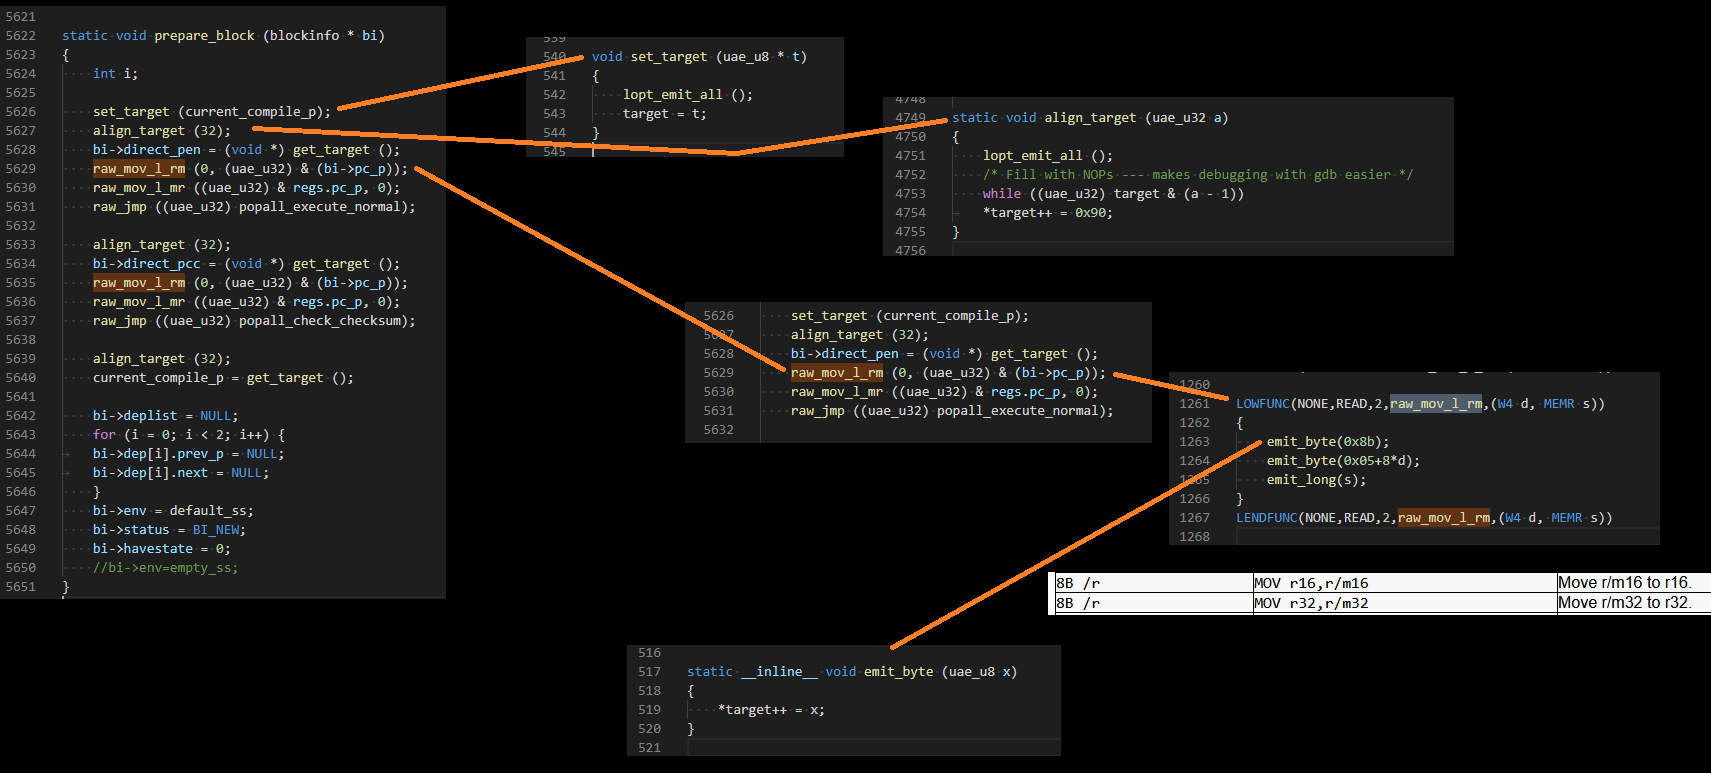 5621
5622 static void prepare_block (blockinfo * bi)
5623 {
5624 int i;
5625
5626 set_target (current_compile_p);
5627 align_target (32);
5628 bi->direct_pen = (void *) get_target ();
5629 raw_mov_l_rm (0, (uae_u32) & (bi->pc_p));
5630 raw_mov_l_mr ((uae_u32) & regs.pc_p, 0);
5631 raw_jmp ((uae_u32) popall_execute_normal);
5632
5633 align_target (32);
5634 bi->direct_pcc = (void *) get_target ();
5635 raw_mov_l_rm (0, (uae_u32) & (bi->pc_p));
5636 raw_mov_l_mr ((uae_u32) & regs.pc_p, 0);
5637 raw_jmp ((uae_u32) popall_check_checksum);
5638
5639 align_target (32);
5640 current_compile_p = get_target ();
5641
5642 bi->deplist = NULL;
5643 for (i = 0; i < 2; i++) {
5644 bi->dep[i].prev_p = NULL;
5645 bi->dep[i].next = NULL;
5646 }
5647 bi->env = default_ss;
5648 bi->status = BI_NEW;
5649 bi->havestate = 0;
5650 //bi->env=empty_ss;
5651 }
539
540 void set_target (uae_u8 * t)
541 {
542 lopt_emit_all ();
543 target = t;
544 }
545
4748
4749 static void align_target (uae_u32 a)
4750 {
4751 lopt_emit_all ();
4752 /* Fill with NOPs --- makes debugging with gdb easier */
4753 while ((uae_u32) target & (a - 1))
4754 *target++ = 0x90;
4755 }
4756
5626 set_target (current_compile_p);
5627 align_target (32);
5628 bi->direct_pen = (void *) get_target ();
5629 raw_mov_l_rm (0, (uae_u32) & (bi->pc_p));
5630 raw_mov_l_mr ((uae_u32) & regs.pc_p, 0);
5631 raw_jmp ((uae_u32) popall_execute_normal);
5632
1260
1261 LOWFUNC(NONE,READ,2,raw_mov_l_rm,(W4 d, MEMR s))
1262 {
1263 emit_byte(0x8b);
1264 emit_byte(0x05+8*d);
1265 emit_long(s);
1266 }
1267 LENDFUNC(NONE,READ,2,raw_mov_l_rm,(W4 d, MEMR s))
1268
8B /r MOV r16,r/m16 Move r/m16 to r16.
8B /r MOV r32,r/m32 Move r/m32 to r32.
516
517 static __inline__ void emit_byte (uae_u8 x)
518 {
519 *target++ = x;
520 }
521